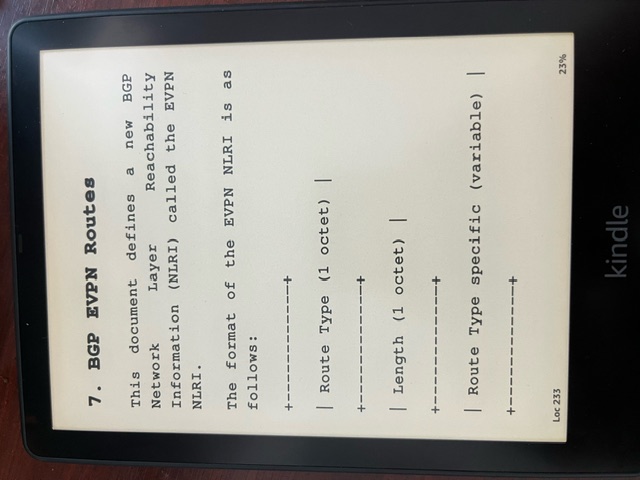 7. BGP EVPN Routes
This document defines a new BGP
Network Layer Reachability
Information (NLRI) called the EVPN
NLRI.
The format of the EVPN NLRI is as
follows:
+------------+
| Route Type (1 octet) |
+------------+
| Length (1 octet) |
+------------+
| Route Type specific (variable) |
+------------+
Loc 233
23%
kindle